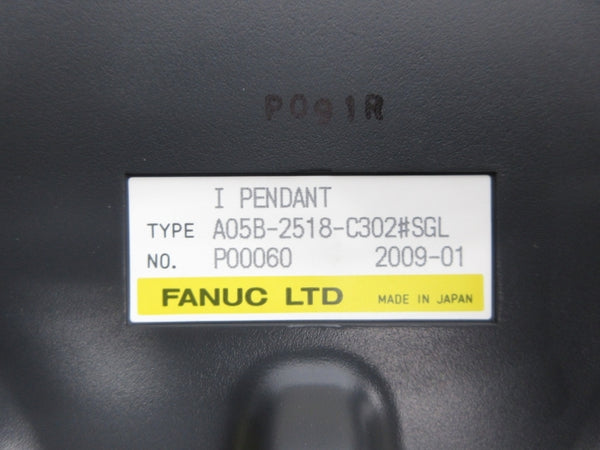 P091R
I PENDANT
TYPE A05B-2518-C302#SGL
NO. P00060 2009-01
FANUC LTD MADE IN JAPAN